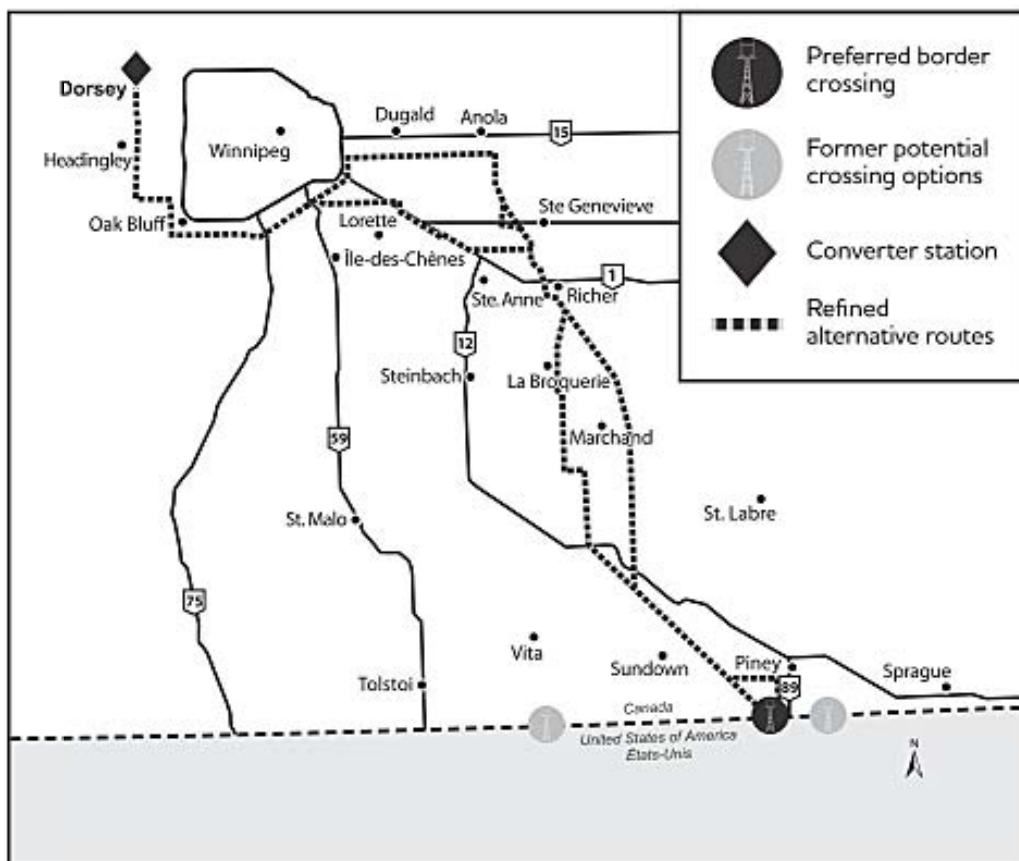 Preferred border
crossing
Former potential
crossing options
Converter station
Refined
alternative routes
Dorsey
Headingley
Winnipeg
Dugald
Anola
15
Oak Bluff
Lorette
Ste Genevieve
Île-des-Chênes
1
Ste. Anne
Richer
12
Steinbach
La Broquerie
59
Marchand
St. Malo
St. Labre
75
Vita
Sundown
Piney
89
Sprague
Tolstoi
Canada
United States of America
États-Unis
N